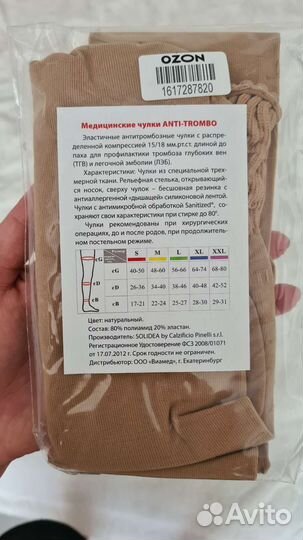 OZON
1617287820
Медицинские чулки ANTI-TROMBO
Эластичные антитромбозные чулки с распре-
деленной компрессией 15/18 мм.рт.ст. длиной до
паха для профилактики тромбоза глубоких вен
(ТГВ) и легочной эмболии (ЛЭБ).
Характеристики: Чулки из специальной трех-
мерной ткани. Рельефная стелька, открывающий-
ся носок, сверху чулок – бесшовная резинка с
антиаллергенной «дышащей» силиконовой лентой.
Чулки с антимикробной обработкой Sanitized®, со-
храняют свои характеристики при стирке до 80°.
Чулки рекомендованы при хирургических
операциях, до и после родов, при продолжитель-
ном постельном режиме.
S M L XL XXL
cG cG 40-50 48-60 56-66 64-74 68-80
cD cD 26-36 34-38 40-46 40-48 42-52
cB cB 17-21 22-24 25-27 28-30 29-31
Цвет: натуральный.
Состав: 80% полиамид 20% эластан.
Производитель: SOLIDEA by Calzificio Pinelli s.r.l.
Регистрационное Удостоверение ФСЗ 2008/01071
от 17.07.2012 г. Срок годности не ограничен.
Дистрибьютор: ООО «Виамед», г. Екатеринбург
Avito